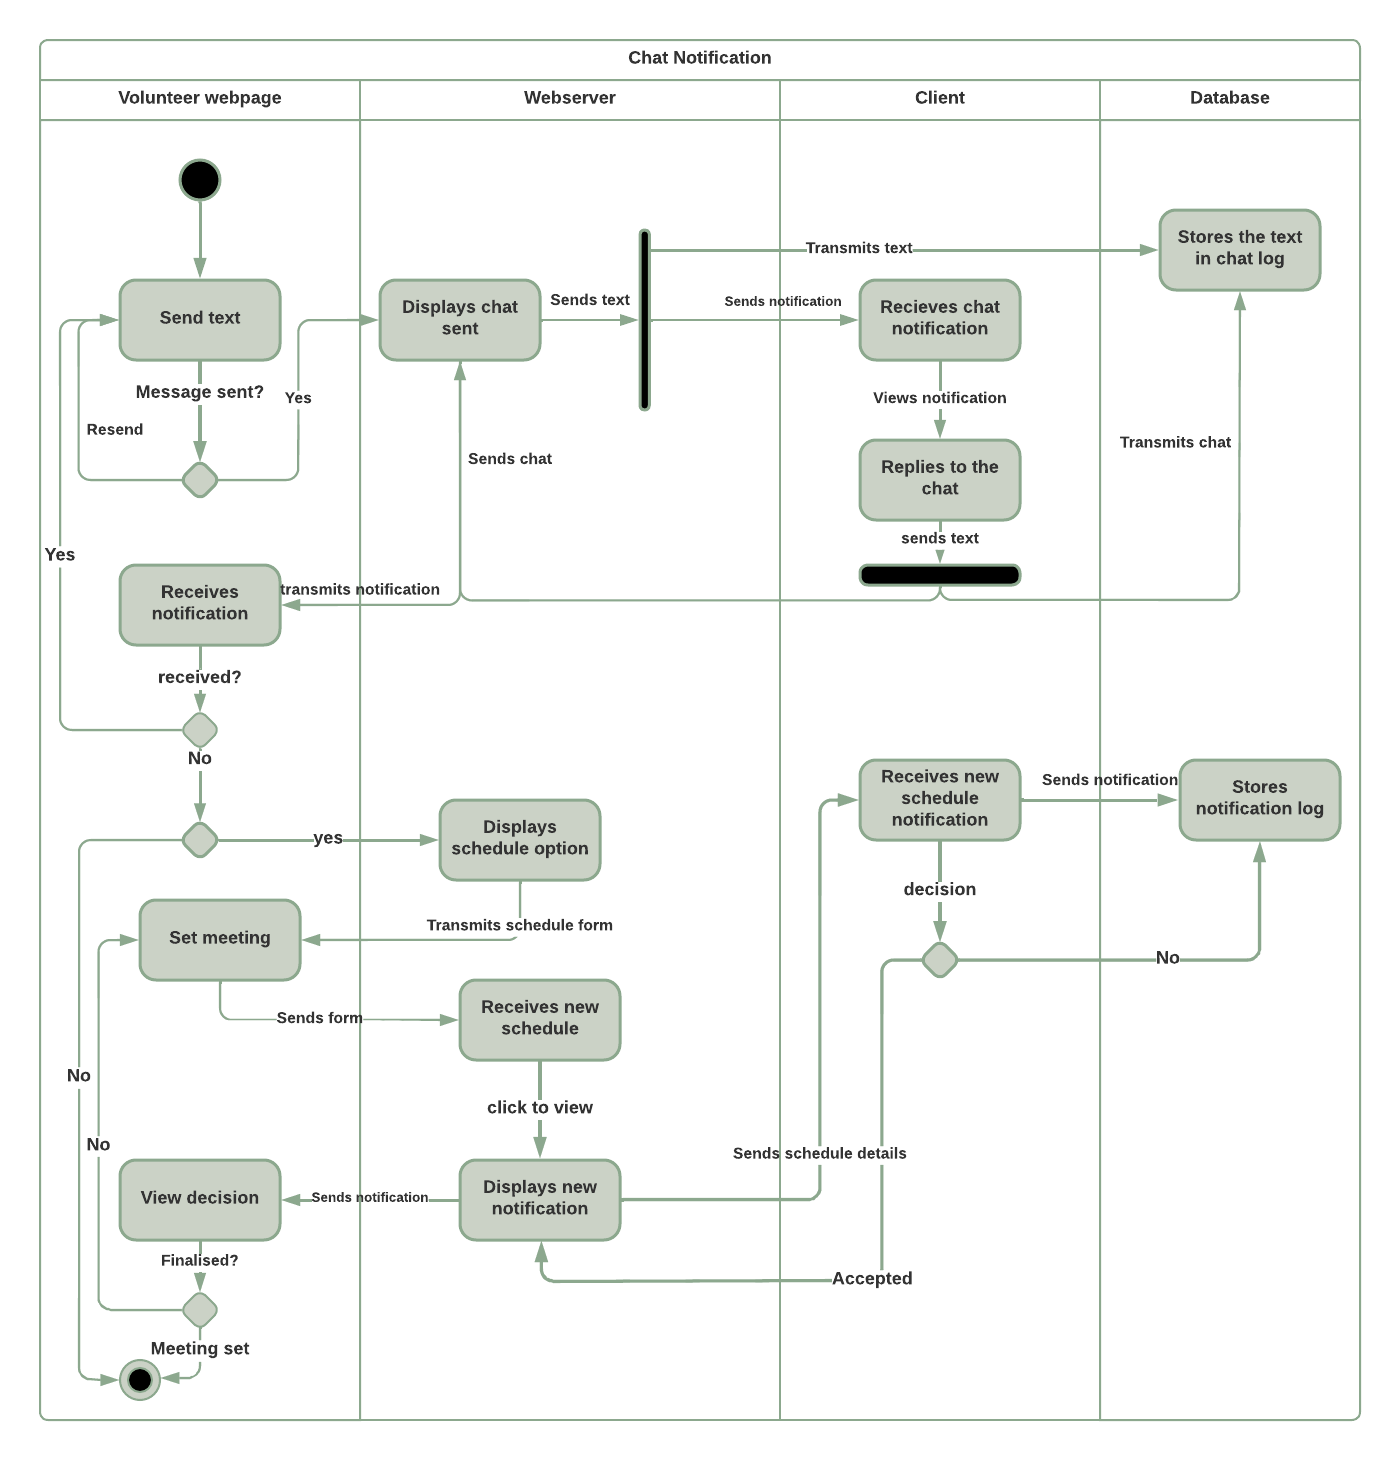 Chat Notification
Volunteer webpage
Webserver
Client
Database
Stores the text
in chat log
Transmits text
Send text
Displays chat
sent
Sends text
Sends notification
Recieves chat
notification
Message sent?
Yes
Views notification
Resend
Sends chat
Replies to the
chat
Transmits chat
sends text
Yes
Receives
notification
transmits notification
received?
No
Receives new
schedule
notification
Sends notification
Stores
notification log
yes
Displays
schedule option
decision
Transmits schedule form
Set meeting
No
Sends form
Receives new
schedule
No
click to view
No
Sends schedule details
View decision
Sends notification
Displays new
notification
Finalised?
Accepted
Meeting set